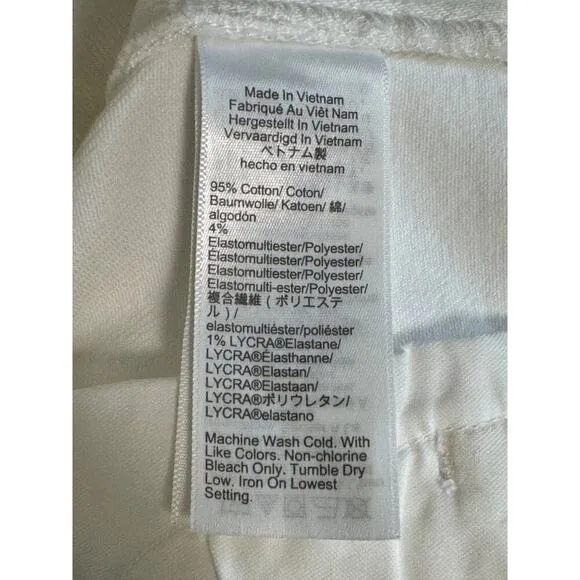 Made In Vietnam
Fabriqué Au Viêt Nam
Hergestellt In Vietnam
Vervaardigd In Vietnam
ベトナム製
hecho en vietnam
95% Cotton/ Coton/
Baumwolle/ Katoen/ 綿/
algodón
4%
Elastomultiester/Polyester/
Élastomultiester/Polyester/
Elastomultiester/Polyester/
Elastomulti-ester/Polyester/
複合繊維 ( ポリエステ
ル ) /
elastomultiéster/poliéster
1% LYCRA®Elastane/
LYCRA®Élasthanne/
LYCRA®Elastan/
LYCRA®Elastaan/
LYCRA®ポリウレタン/
LYCRA®elastano
Machine Wash Cold. With
Like Colors. Non-chlorine
Bleach Only. Tumble Dry
Low. Iron On Lowest
Setting.